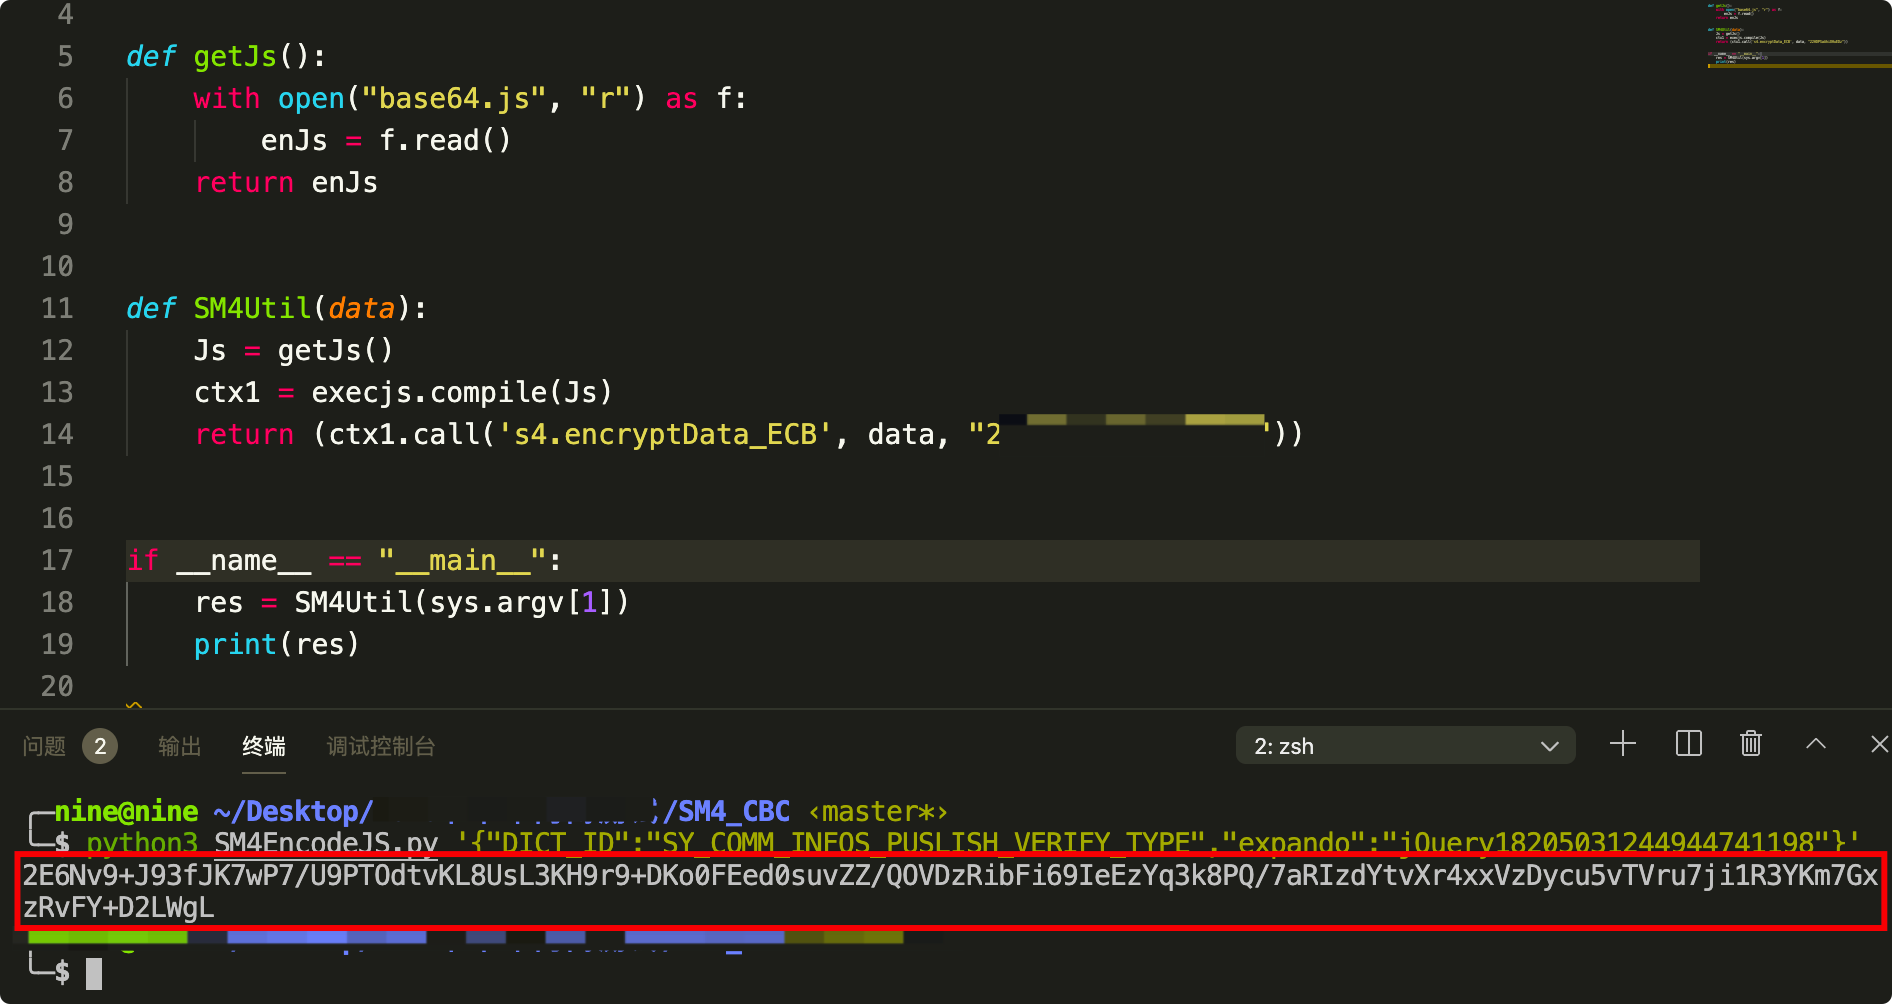 4
5 def getJs():
6 with open("base64.js", "r") as f:
7 enJs = f.read()
8 return enJs
9
10
11 def SM4Util(data):
12 Js = getJs()
13 ctx1 = execjs.compile(Js)
14 return (ctx1.call('s4.encryptData_ECB', data, "2 '))
15
16
17 if __name__ == "__main__":
18 res = SM4Util(sys.argv[1])
19 print(res)
20
问题 2 输出 终端 调试控制台 2: zsh
nine@nine ~/Desktop/ /SM4_CBC ‹master*›
$ python3 SM4EncodeJS.py '{"DICT_ID":"SY_COMM_INFOS_PUSLISH_VERIFY_TYPE","expando":"jQuery18205031244944741198"}'
2E6Nv9+J93fJK7wP7/U9PTOdtvKL8UsL3KH9r9+DKo0FEed0suvZZ/QOVDzRibFi69IeEzYq3k8PQ/7aRIzdYtvXr4xxVzDycu5vTVru7ji1R3YKm7Gx
zRvFY+D2LWgL
$